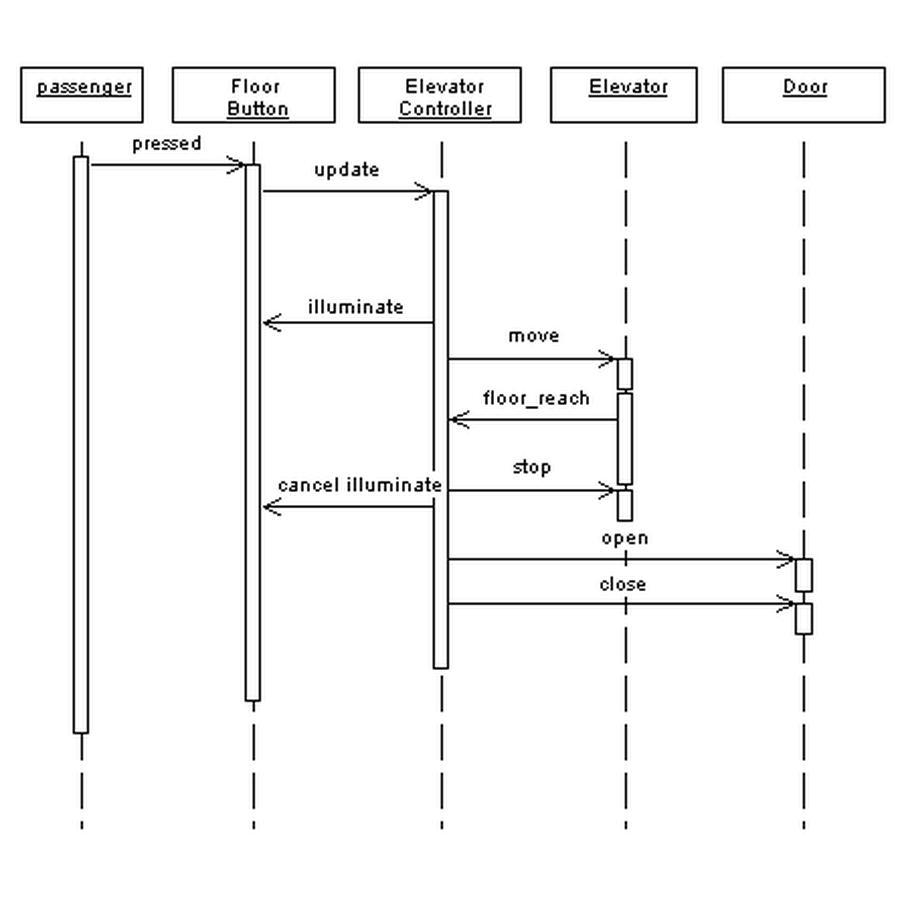 passenger
Floor
Button
Elevator
Controller
Elevator
Door
pressed
update
illuminate
move
floor_reach
stop
cancel illuminate
open
close